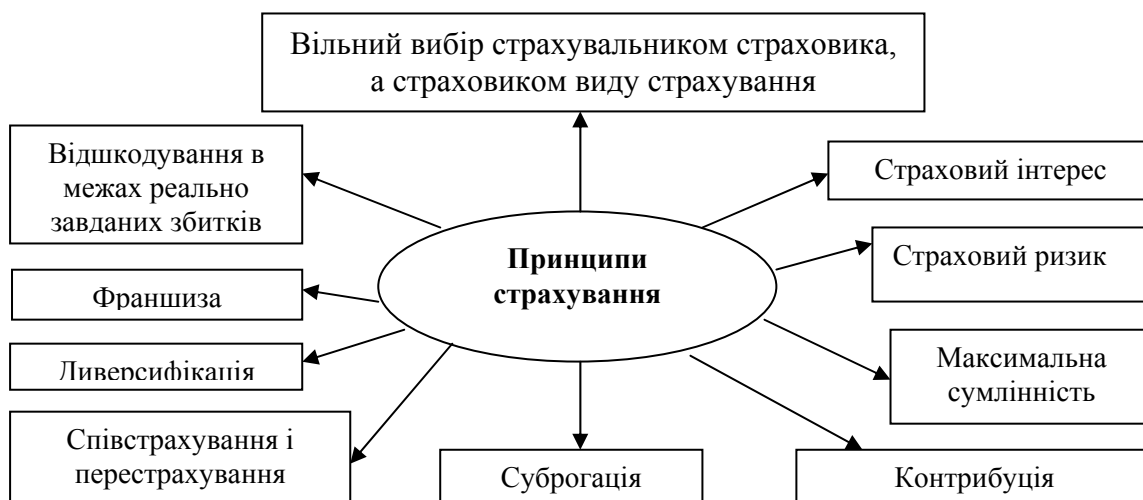 Вільний вибір страхувальником страховика,
а страховиком виду страхування
Відшкодування в
межах реально
завданих збитків
Страховий інтерес
Принципи
страхування
Страховий ризик
Франшиза
Диверсифікація
Максимальна
сумлінність
Співстрахування і
перестрахування
Суброгація
Контрибуція